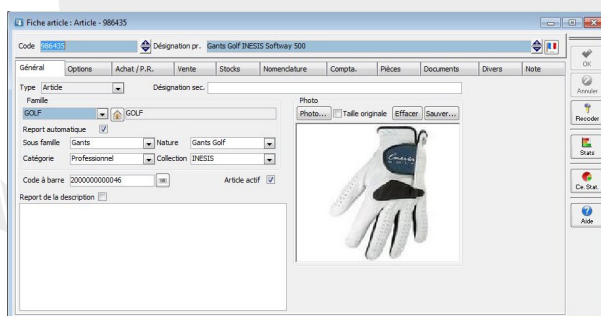 Fiche article : Article - 986435
Code 986435 Désignation pr. Gants Golf INESIS Softway 500
Général Options Achat / P.R. Vente Stocks Nomenclature Compta. Pièces Documents Divers Note
Type Article Désignation sec.
Famille Photo
GOLF GOLF Photo... Taille originale Effacer Sauver...
Report automatique
Sous famille Gants Nature Gants Golf
Catégorie Professionnel Collection INESIS
Code à barre 2000000000046 Article actif
Report de la description
OK
Annuler
Recoder
Stats
Ce. Stat.
Aide